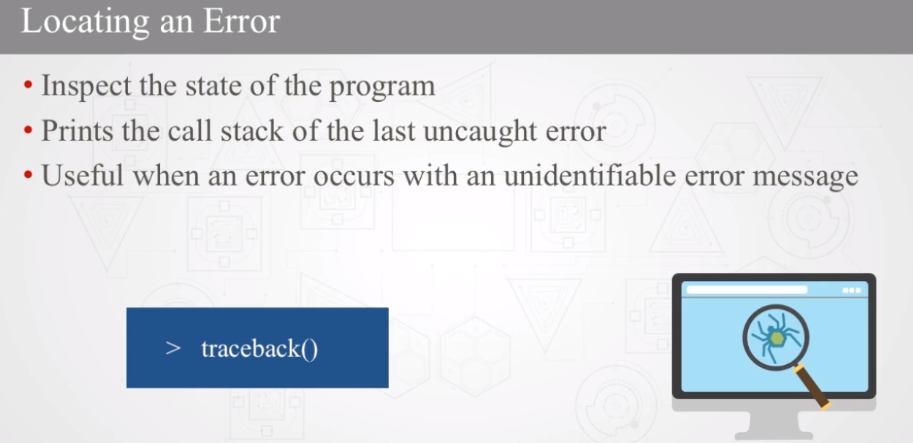 Locating an Error
• Inspect the state of the program
• Prints the call stack of the last uncaught error
• Useful when an error occurs with an unidentifiable error message
> traceback()